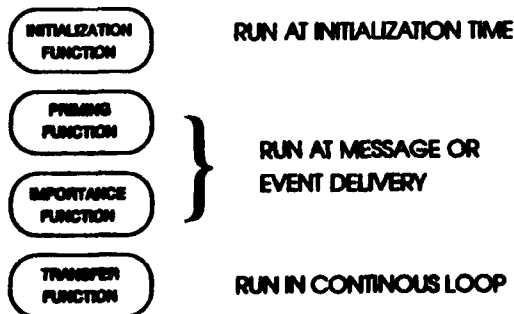 INITIALIZATION
FUNCTION
RUN AT INITIALIZATION TIME
PRIMING
FUNCTION
IMPORTANCE
FUNCTION
RUN AT MESSAGE OR
EVENT DELIVERY
TRANSFER
FUNCTION
RUN IN CONTINOUS LOOP